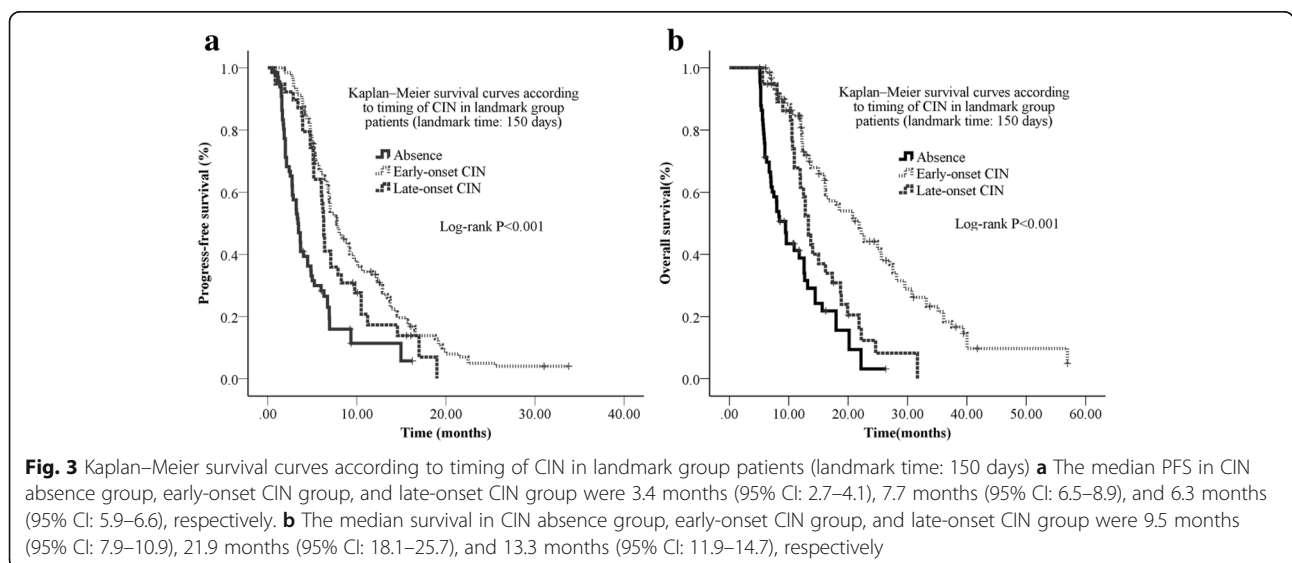 a
Kaplan–Meier survival curves according
to timing of CIN in landmark group
patients (landmark time: 150 days)
Absence
Early-onset CIN
Late-onset CIN
Log-rank P<0.001
Progress-free survival (%)
1.0
0.8
0.6
0.4
0.2
0.0
.00 10.00 20.00 30.00 40.00
Time (months)
b
Kaplan–Meier survival curves according
to timing of CIN in landmark group
patients (landmark time: 150 days)
Absence
Early-onset CIN
Late-onset CIN
Log-rank P<0.001
Overall survival(%)
1.0
0.8
0.6
0.4
0.2
0.0
.00 10.00 20.00 30.00 40.00 50.00 60.00
Time(months)
Fig. 3 Kaplan–Meier survival curves according to timing of CIN in landmark group patients (landmark time: 150 days) a The median PFS in CIN
absence group, early-onset CIN group, and late-onset CIN group were 3.4 months (95% CI: 2.7–4.1), 7.7 months (95% CI: 6.5–8.9), and 6.3 months
(95% CI: 5.9–6.6), respectively. b The median survival in CIN absence group, early-onset CIN group, and late-onset CIN group were 9.5 months
(95% CI: 7.9–10.9), 21.9 months (95% CI: 18.1–25.7), and 13.3 months (95% CI: 11.9–14.7), respectively